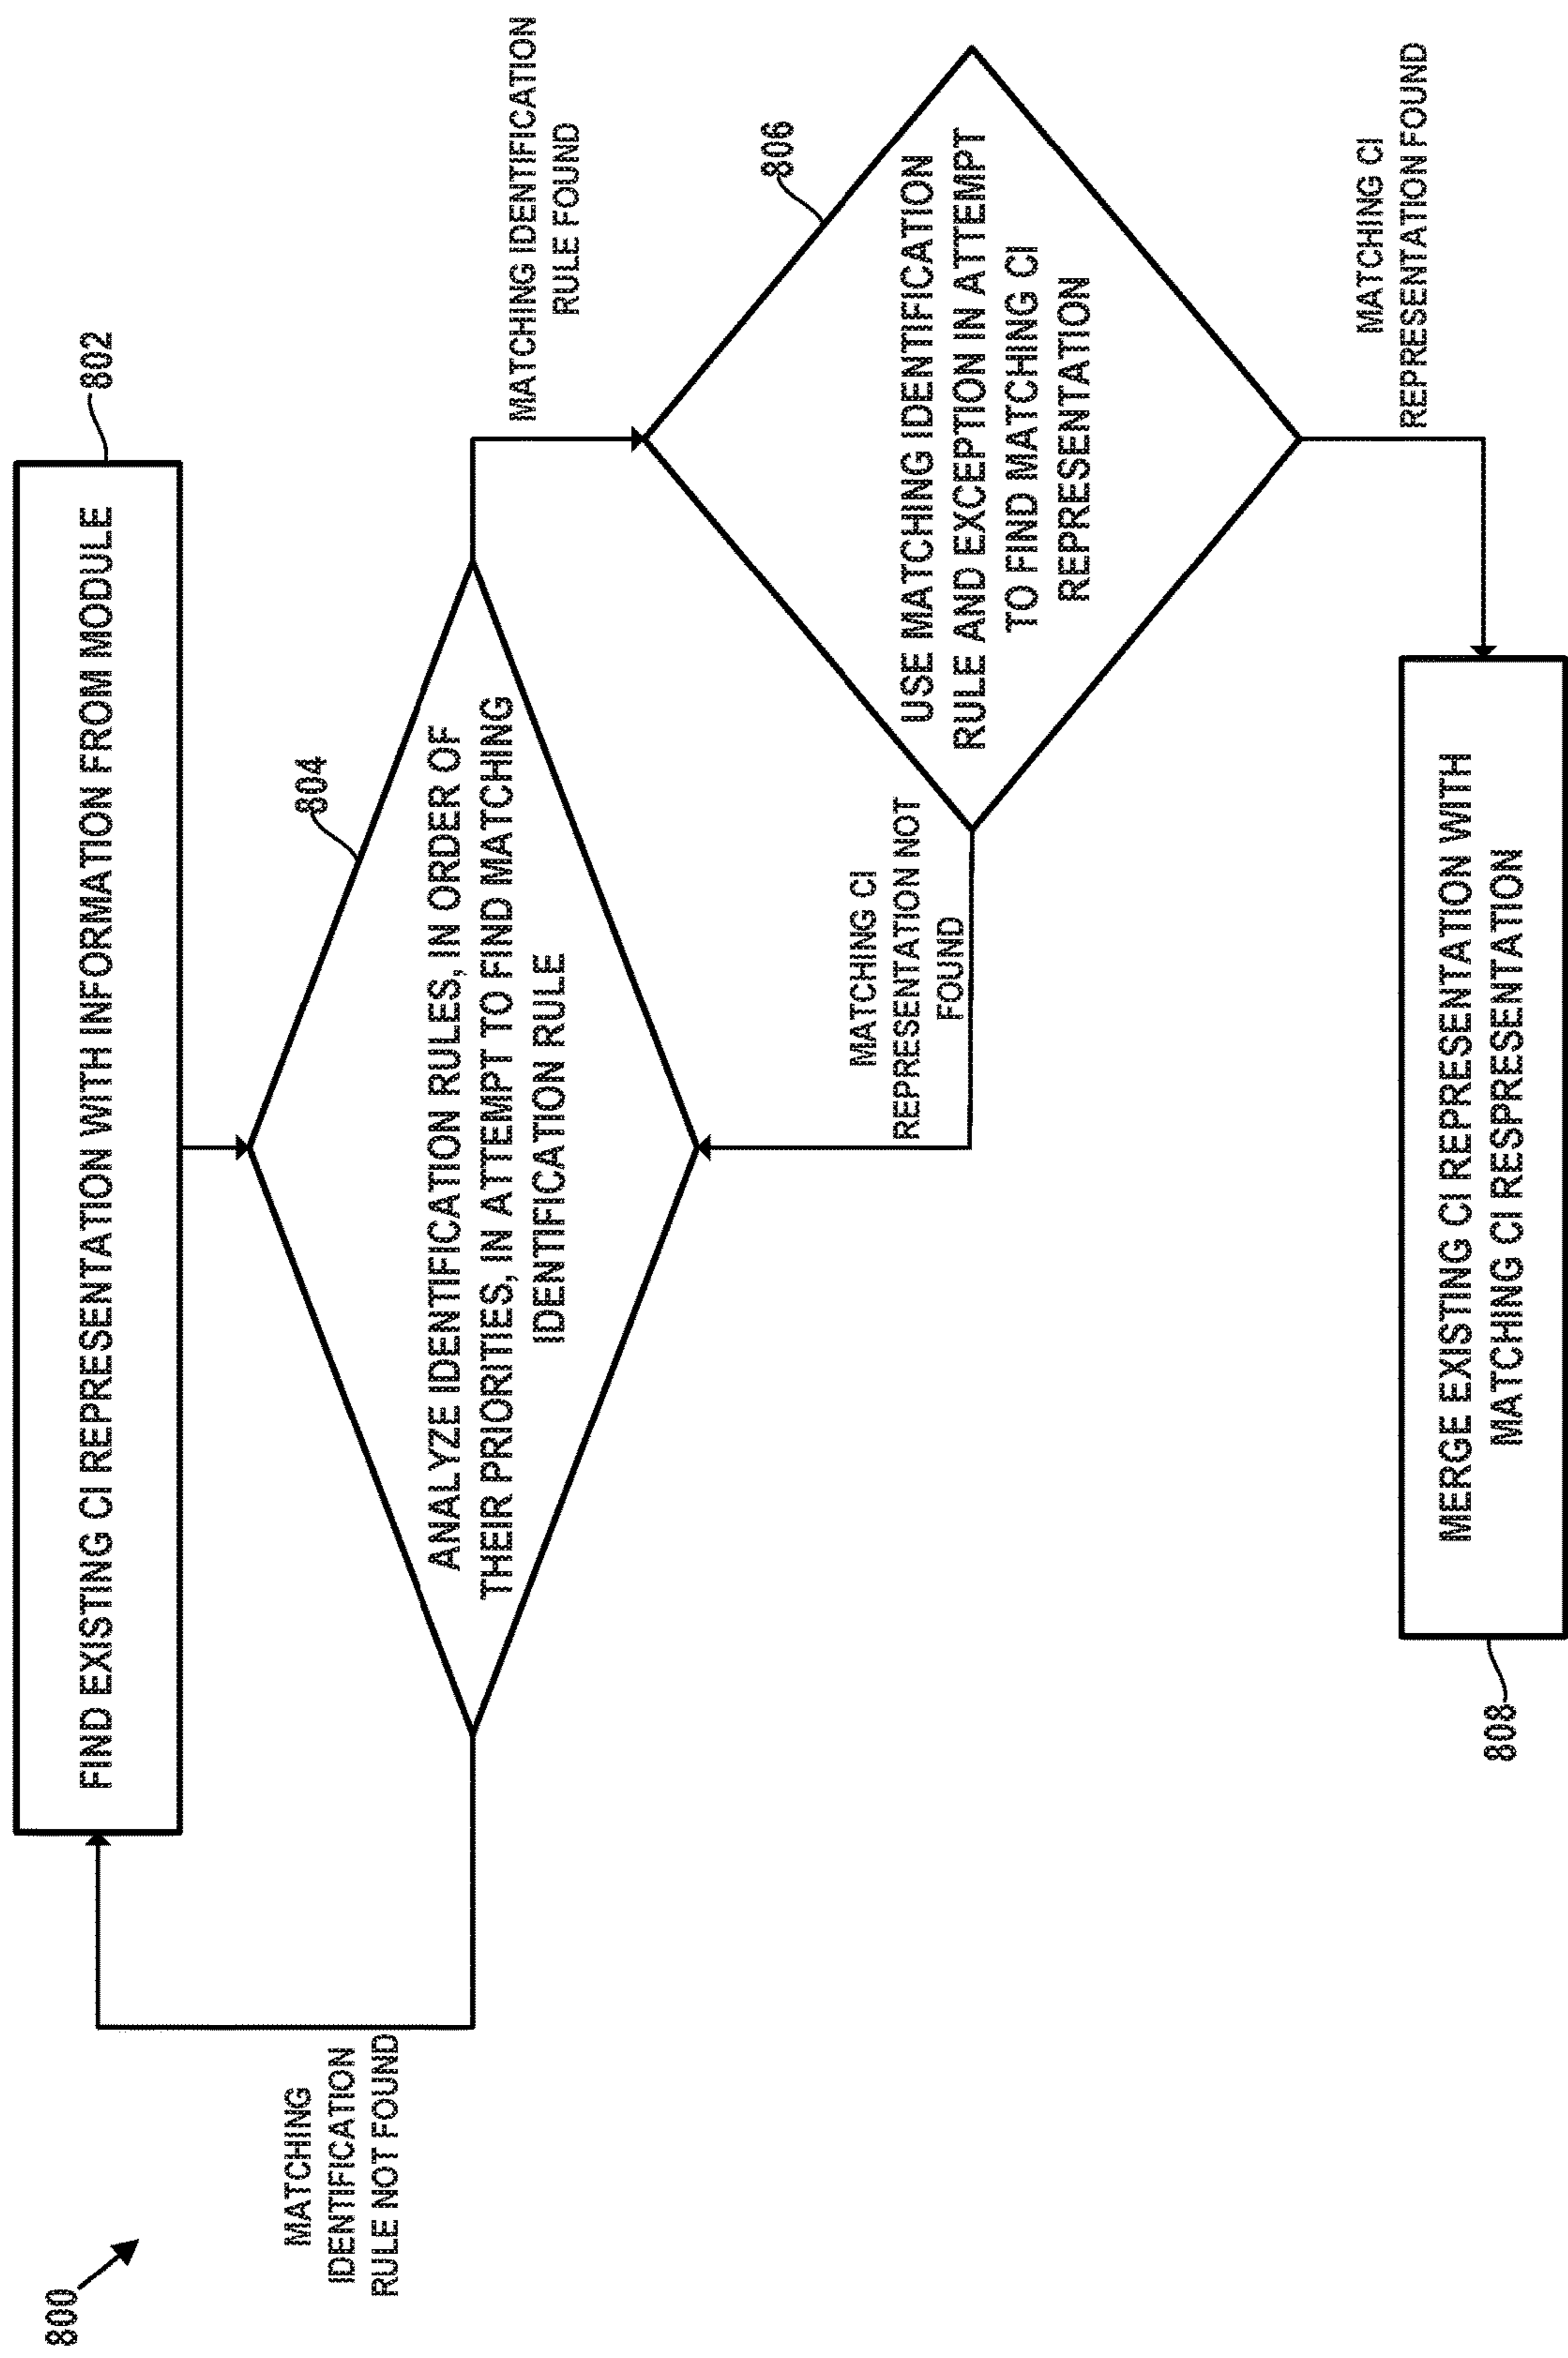 800
802
FIND EXISTING CI REPRESENTATION WITH INFORMATION FROM MODULE
804
ANALYZE IDENTIFICATION RULES, IN ORDER OF
THEIR PRIORITIES, IN ATTEMPT TO FIND MATCHING
IDENTIFICATION RULE
MATCHING
IDENTIFICATION
RULE NOT FOUND
MATCHING IDENTIFICATION
RULE FOUND
806
USE MATCHING IDENTIFICATION
RULE AND EXCEPTION IN ATTEMPT
TO FIND MATCHING CI
REPRESENTATION
MATCHING CI
REPRESENTATION NOT
FOUND
MATCHING CI
REPRESENTATION FOUND
MERGE EXISTING CI REPRESENTATION WITH
MATCHING CI RESPRESENTATION
808